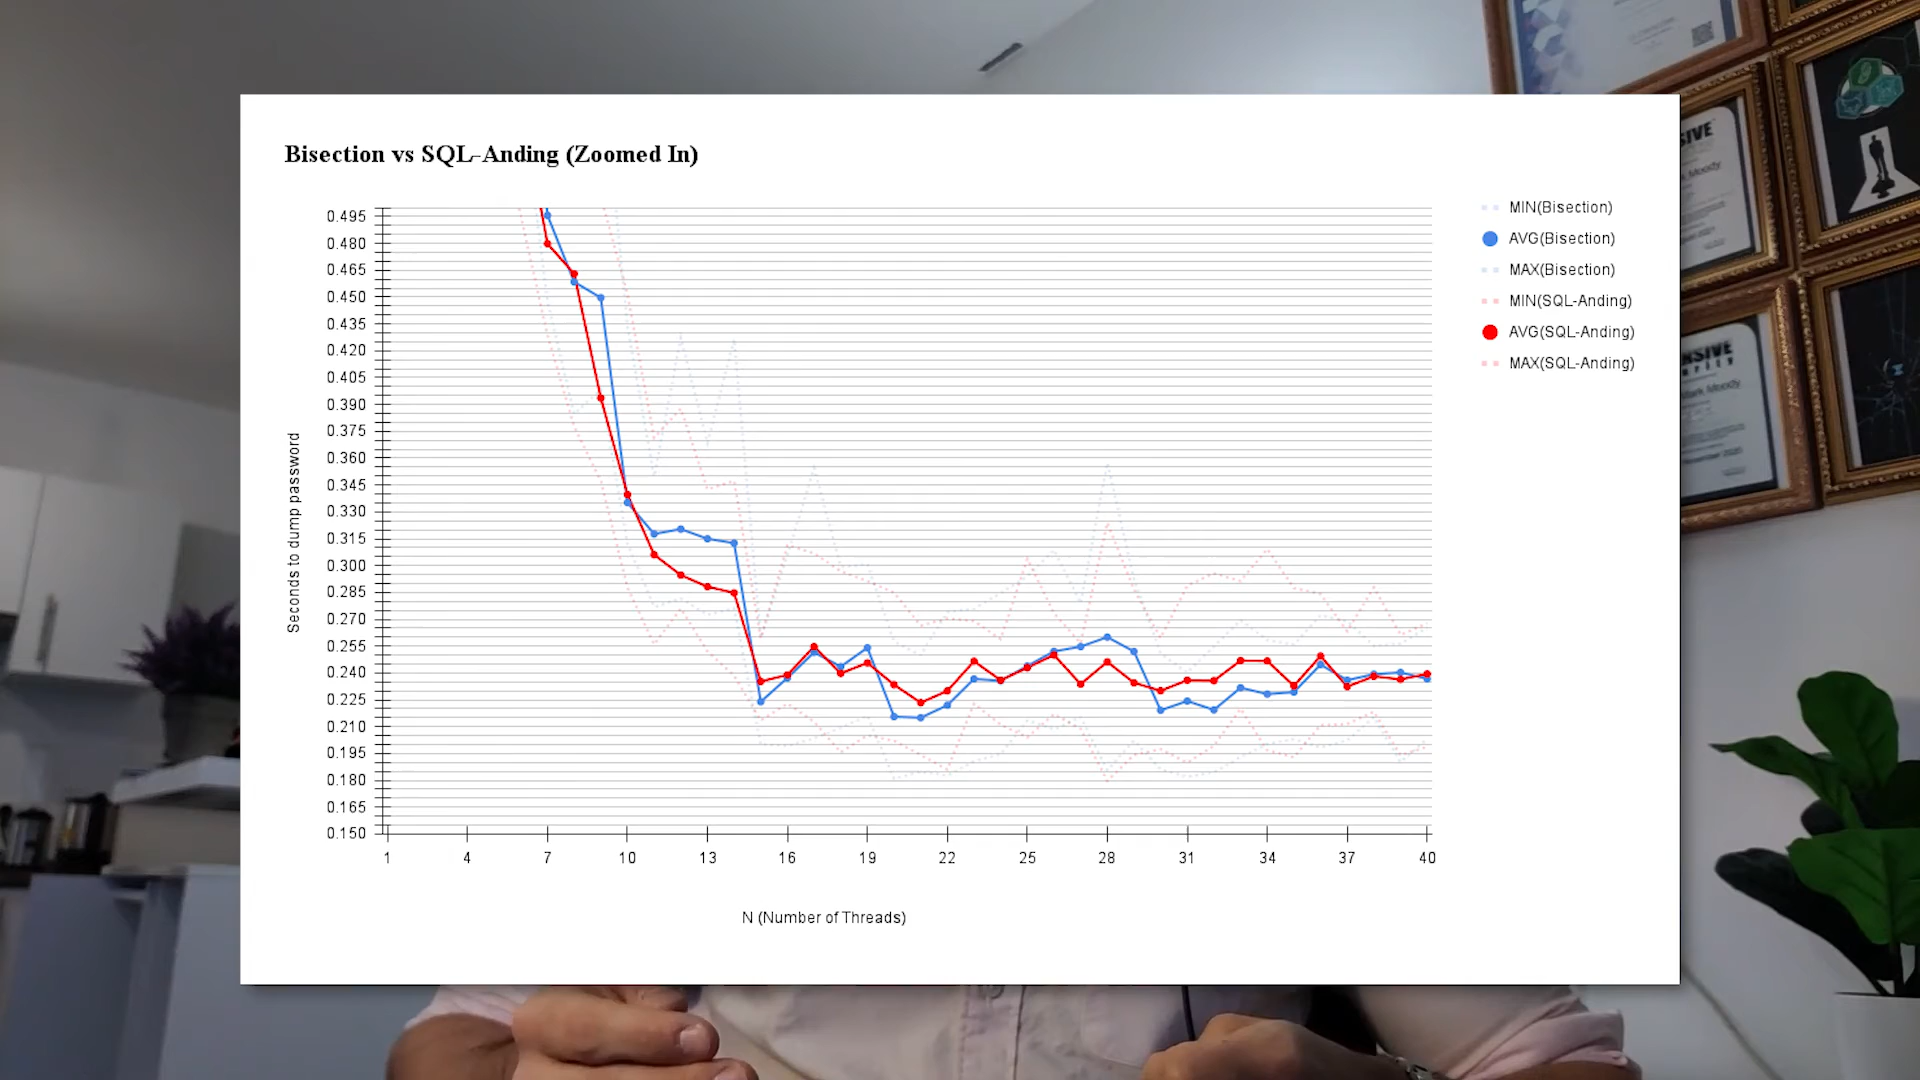 Bisection vs SQL-Anding (Zoomed In)
MIN(Bisection)
AVG(Bisection)
MAX(Bisection)
MIN(SQL-Anding)
AVG(SQL-Anding)
MAX(SQL-Anding)
Seconds to dump password
0.495
0.480
0.465
0.450
0.435
0.420
0.405
0.390
0.375
0.360
0.345
0.330
0.315
0.300
0.285
0.270
0.255
0.240
0.225
0.210
0.195
0.180
0.165
0.150
1 4 7 10 13 16 19 22 25 28 31 34 37 40
N (Number of Threads)
Moody
Mark Moody